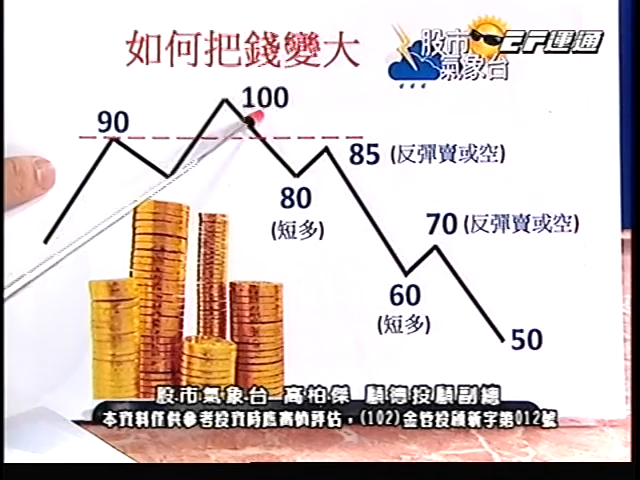 如何把錢變大
股市
氣象台
EF運通
90
100
85 (反彈賣或空)
80
(短多)
70 (反彈賣或空)
60
(短多)
50
股市氣象台 高柏傑 順德投顧副總
本資料僅供參考投資時應審慎評估，(102)金管投顧新字第012號